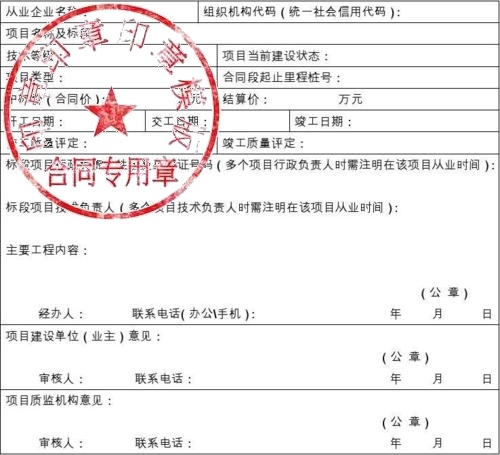 从业企业名称 组织机构代码（统一社会信用代码）：
项目名称及标段
技术等级： 项目当前建设状态：
项目类型： 合同段起止里程桩号：
中标价（合同价）： 万元 结算价： 万元
开工日期： 交工日期： 竣工日期：
质量评定： 竣工质量评定：
标段项目 证号码（多个项目行政负责人时需注明在该项目从业时间）：
标段项目技术负责人（多个项目技术负责人时需注明在该项目从业时间）：
主要工程内容：
（公 章）
经办人： 联系电话（办公\手机）： 年 月 日
项目建设单位（业主）意见：
（公 章）
审核人： 联系电话： 年 月 日
项目质监机构意见：
（公 章）
审核人： 联系电话： 年 月 日
合同专用章